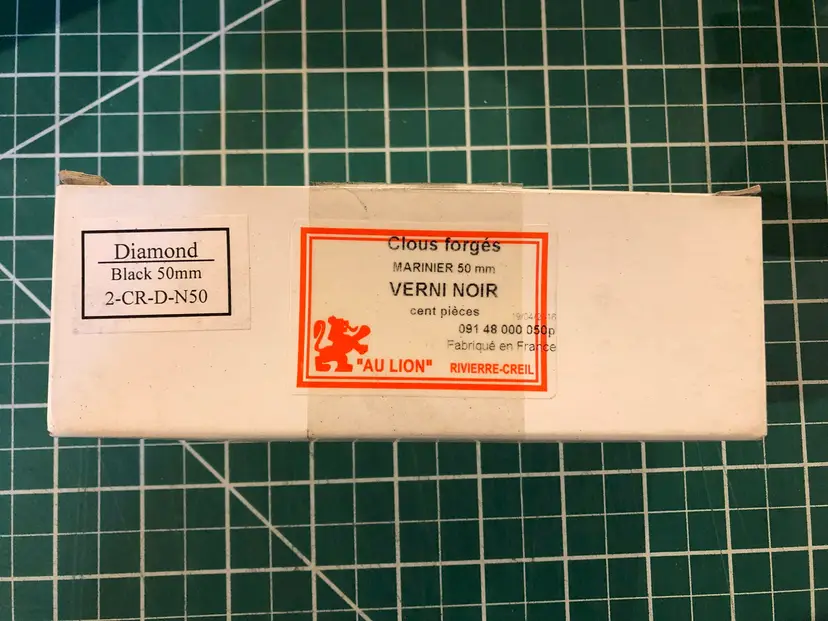 Diamond
Black 50mm
2-CR-D-N50
Clous forgés
MARINIER 50 mm
VERNI NOIR
cent pièces
091 48 000 050p
Fabriqué en France
"AU LION" RIVIERRE-CREIL